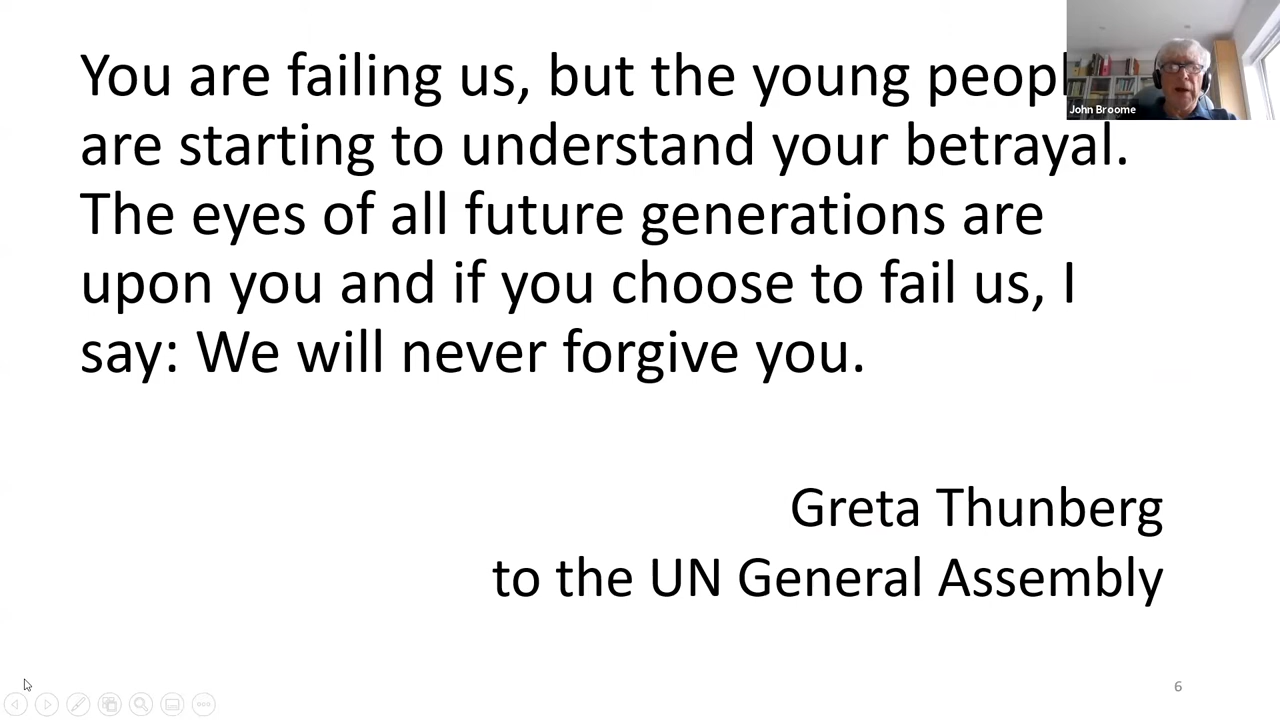 You are failing us, but the young peopl
are starting to understand your betrayal.
The eyes of all future generations are
upon you and if you choose to fail us, I
say: We will never forgive you.
Greta Thunberg
to the UN General Assembly
John Broome
6